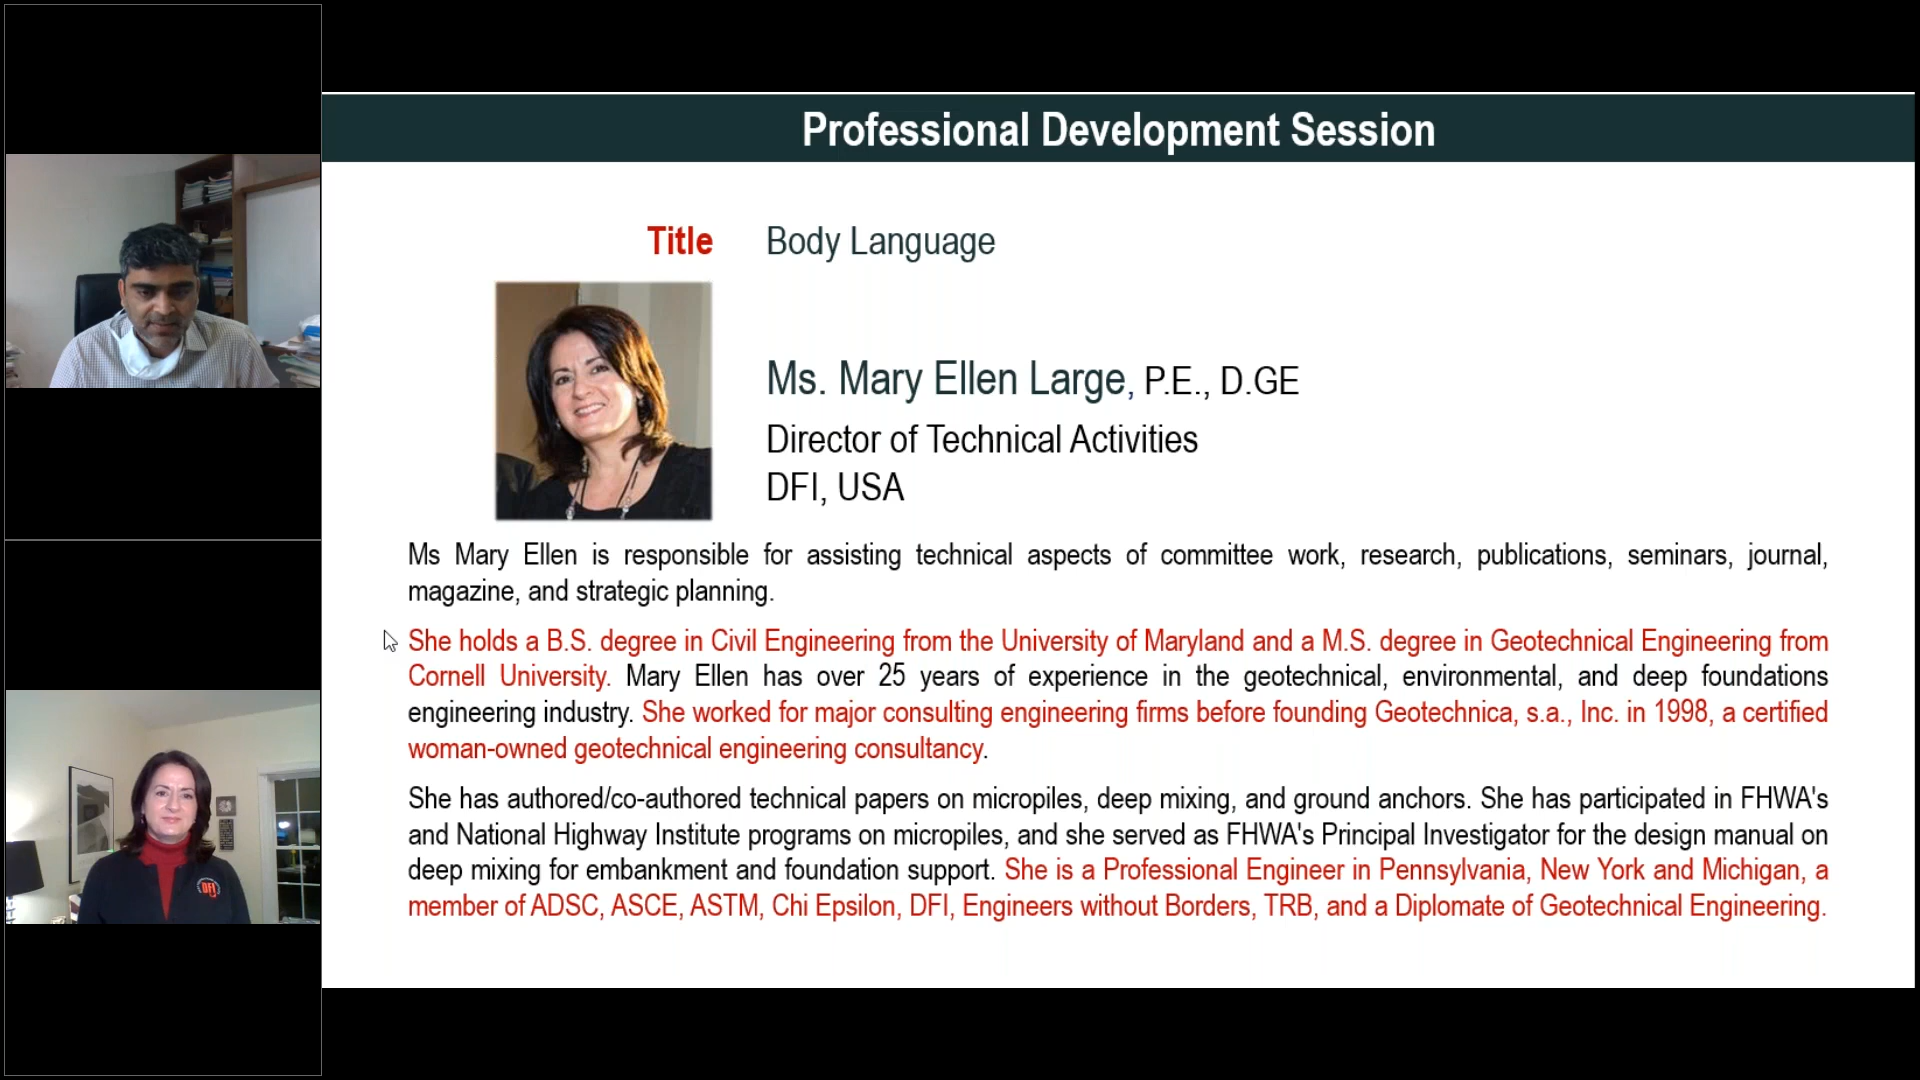 Professional Development Session
Title Body Language
Ms. Mary Ellen Large, P.E., D.GE
Director of Technical Activities
DFI, USA
Ms Mary Ellen is responsible for assisting technical aspects of committee work, research, publications, seminars, journal,
magazine, and strategic planning.
She holds a B.S. degree in Civil Engineering from the University of Maryland and a M.S. degree in Geotechnical Engineering from
Cornell University. Mary Ellen has over 25 years of experience in the geotechnical, environmental, and deep foundations
engineering industry. She worked for major consulting engineering firms before founding Geotechnica, s.a., Inc. in 1998, a certified
woman-owned geotechnical engineering consultancy.
She has authored/co-authored technical papers on micropiles, deep mixing, and ground anchors. She has participated in FHWA's
and National Highway Institute programs on micropiles, and she served as FHWA's Principal Investigator for the design manual on
deep mixing for embankment and foundation support. She is a Professional Engineer in Pennsylvania, New York and Michigan, a
member of ADSC, ASCE, ASTM, Chi Epsilon, DFI, Engineers without Borders, TRB, and a Diplomate of Geotechnical Engineering.
DFI